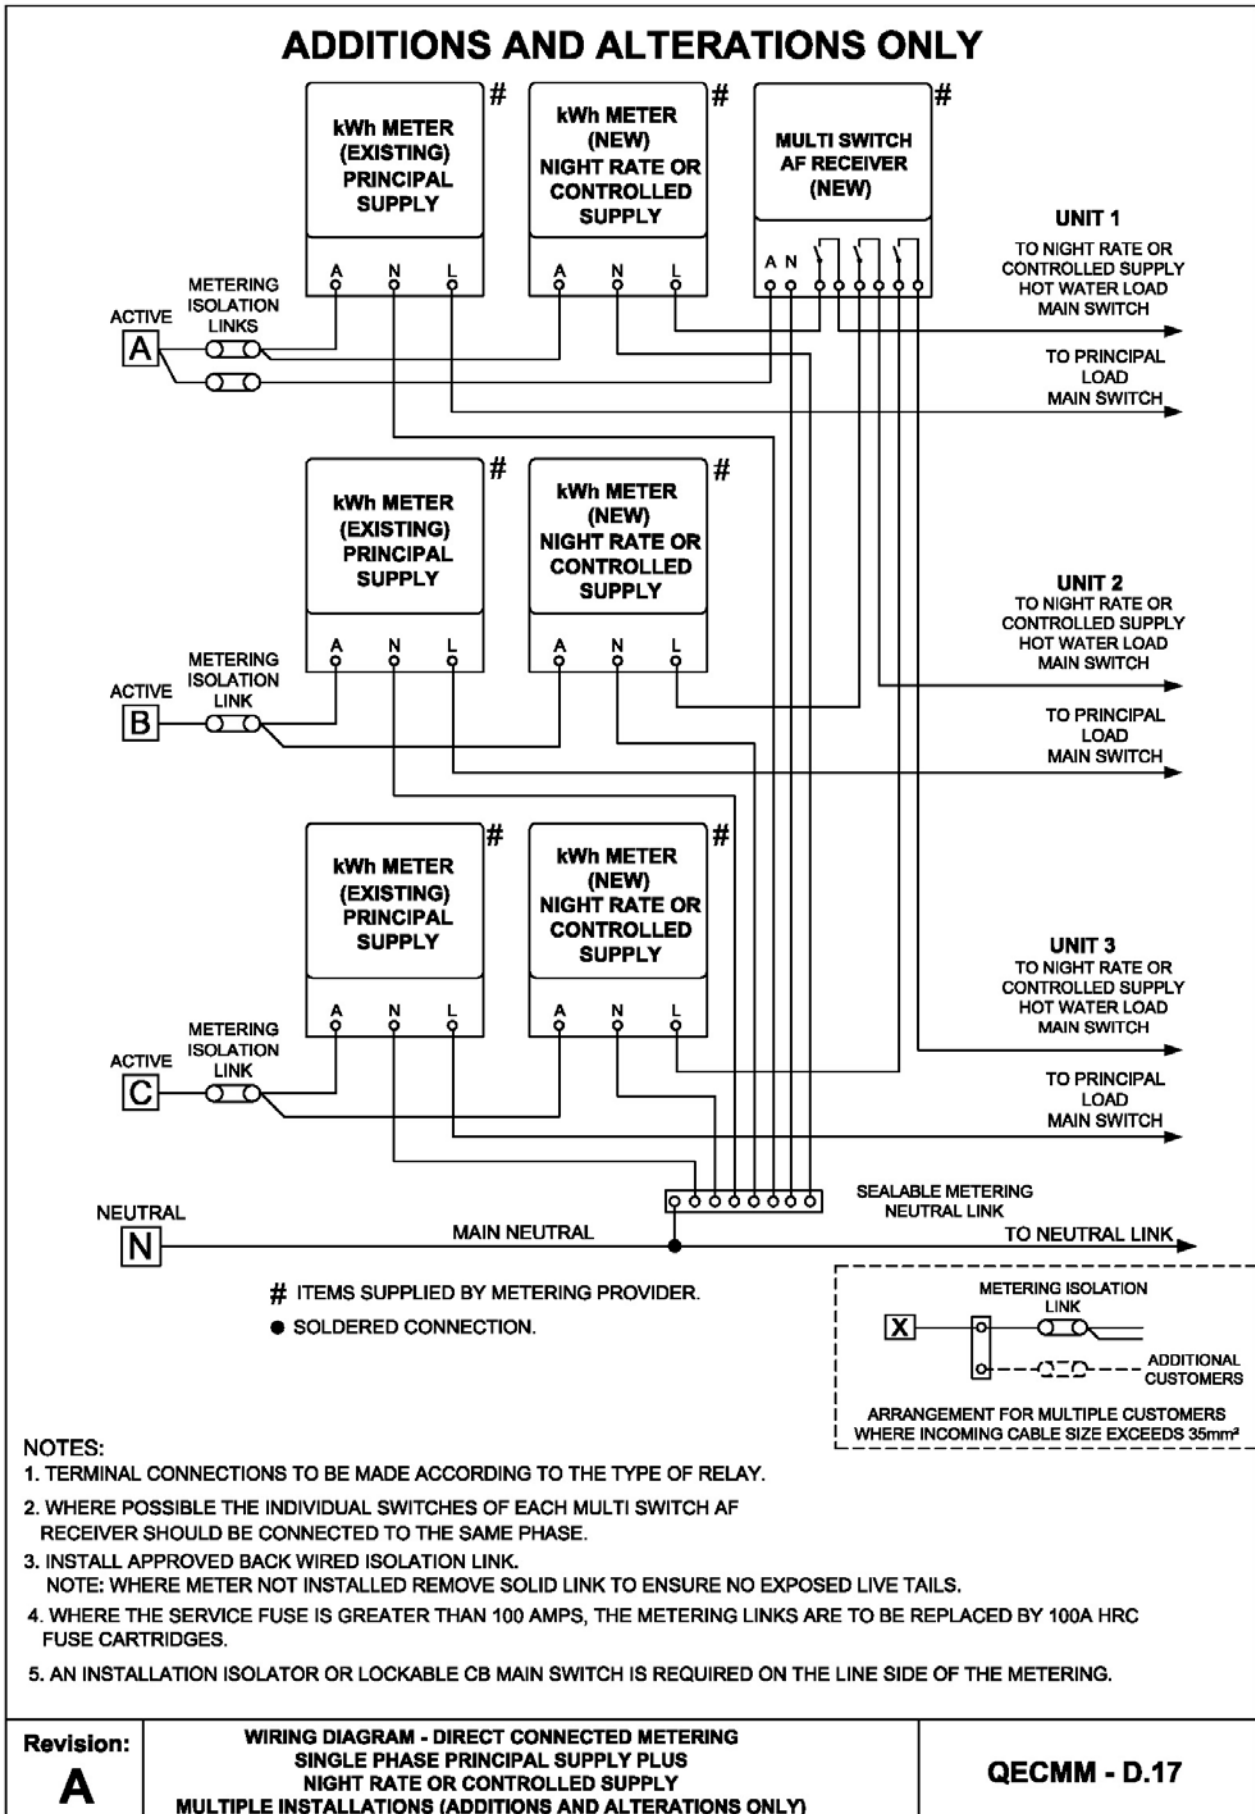 ADDITIONS AND ALTERATIONS ONLY
kWh METER
(EXISTING)
PRINCIPAL
SUPPLY
#
kWh METER
(NEW)
NIGHT RATE OR
CONTROLLED
SUPPLY
#
MULTI SWITCH
AF RECEIVER
(NEW)
#
A N L
A N L
A N
UNIT 1
TO NIGHT RATE OR
CONTROLLED SUPPLY
HOT WATER LOAD
MAIN SWITCH
METERING
ISOLATION
LINKS
ACTIVE
A
TO PRINCIPAL
LOAD
MAIN SWITCH
kWh METER
(EXISTING)
PRINCIPAL
SUPPLY
#
kWh METER
(NEW)
NIGHT RATE OR
CONTROLLED
SUPPLY
#
A N L
A N L
UNIT 2
TO NIGHT RATE OR
CONTROLLED SUPPLY
HOT WATER LOAD
MAIN SWITCH
METERING
ISOLATION
LINK
ACTIVE
B
TO PRINCIPAL
LOAD
MAIN SWITCH
kWh METER
(EXISTING)
PRINCIPAL
SUPPLY
#
kWh METER
(NEW)
NIGHT RATE OR
CONTROLLED
SUPPLY
#
A N L
A N L
UNIT 3
TO NIGHT RATE OR
CONTROLLED SUPPLY
HOT WATER LOAD
MAIN SWITCH
METERING
ISOLATION
LINK
ACTIVE
C
TO PRINCIPAL
LOAD
MAIN SWITCH
SEALABLE METERING
NEUTRAL LINK
NEUTRAL
N
MAIN NEUTRAL
TO NEUTRAL LINK
# ITEMS SUPPLIED BY METERING PROVIDER.
● SOLDERED CONNECTION.
METERING ISOLATION
LINK
X
ADDITIONAL
CUSTOMERS
ARRANGEMENT FOR MULTIPLE CUSTOMERS
WHERE INCOMING CABLE SIZE EXCEEDS 35mm²
NOTES:
1. TERMINAL CONNECTIONS TO BE MADE ACCORDING TO THE TYPE OF RELAY.
2. WHERE POSSIBLE THE INDIVIDUAL SWITCHES OF EACH MULTI SWITCH AF
RECEIVER SHOULD BE CONNECTED TO THE SAME PHASE.
3. INSTALL APPROVED BACK WIRED ISOLATION LINK.
NOTE: WHERE METER NOT INSTALLED REMOVE SOLID LINK TO ENSURE NO EXPOSED LIVE TAILS.
4. WHERE THE SERVICE FUSE IS GREATER THAN 100 AMPS, THE METERING LINKS ARE TO BE REPLACED BY 100A HRC
FUSE CARTRIDGES.
5. AN INSTALLATION ISOLATOR OR LOCKABLE CB MAIN SWITCH IS REQUIRED ON THE LINE SIDE OF THE METERING.
Revision:
A
WIRING DIAGRAM - DIRECT CONNECTED METERING
SINGLE PHASE PRINCIPAL SUPPLY PLUS
NIGHT RATE OR CONTROLLED SUPPLY
MULTIPLE INSTALLATIONS (ADDITIONS AND ALTERATIONS ONLY)
QECMM - D.17